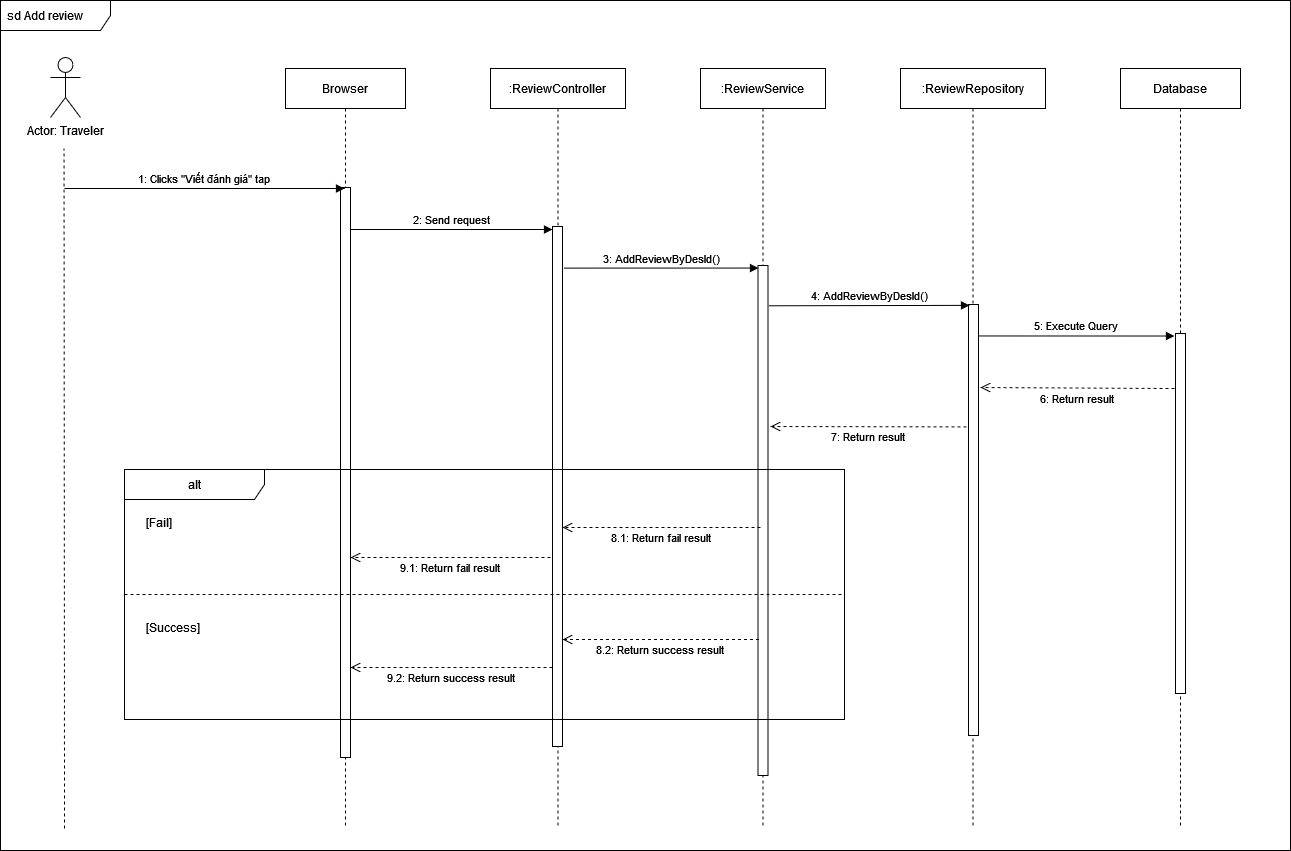 sd Add review
Actor: Traveler
Browser
:ReviewController
:ReviewService
:ReviewRepository
Database
1: Clicks "Viết đánh giá" tap
2: Send request
3: AddReviewByDesId()
4: AddReviewByDesId()
5: Execute Query
6: Return result
7: Return result
alt
[Fail]
8.1: Return fail result
9.1: Return fail result
[Success]
8.2: Return success result
9.2: Return success result